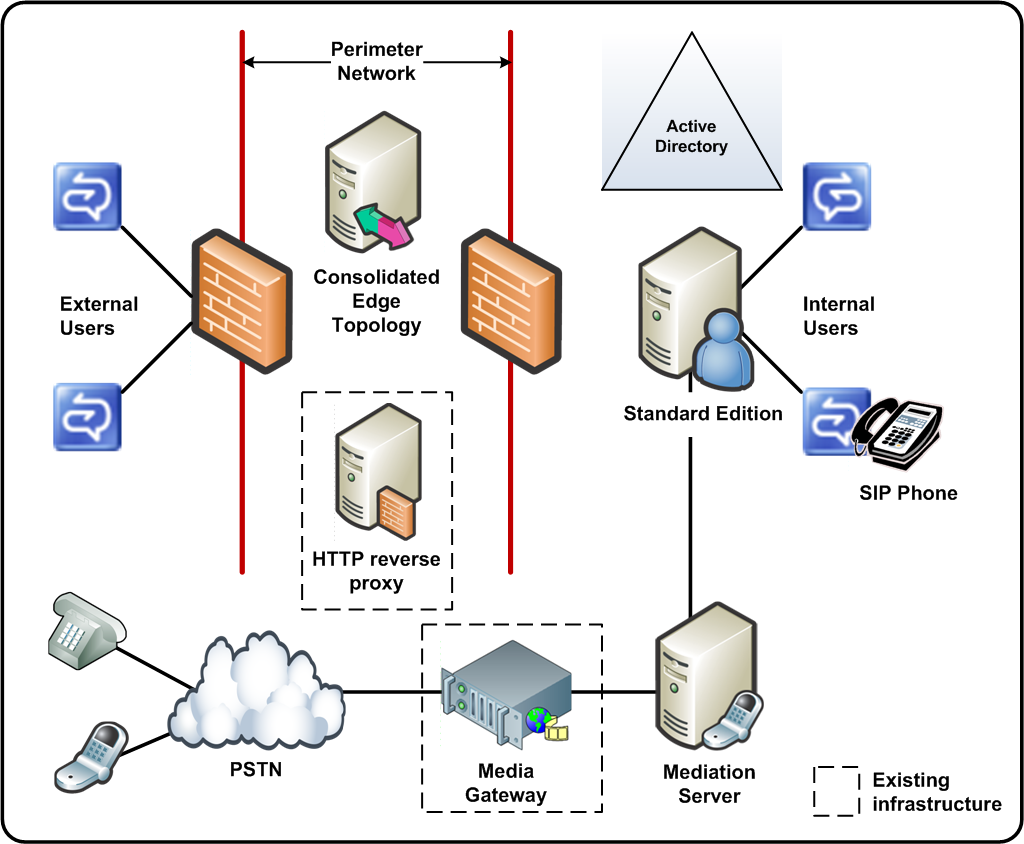 Perimeter
Network
Active
Directory
Consolidated
Edge
Topology
External
Users
Internal
Users
Standard Edition
SIP Phone
HTTP reverse
proxy
PSTN
Media
Gateway
Mediation
Server
Existing
infrastructure